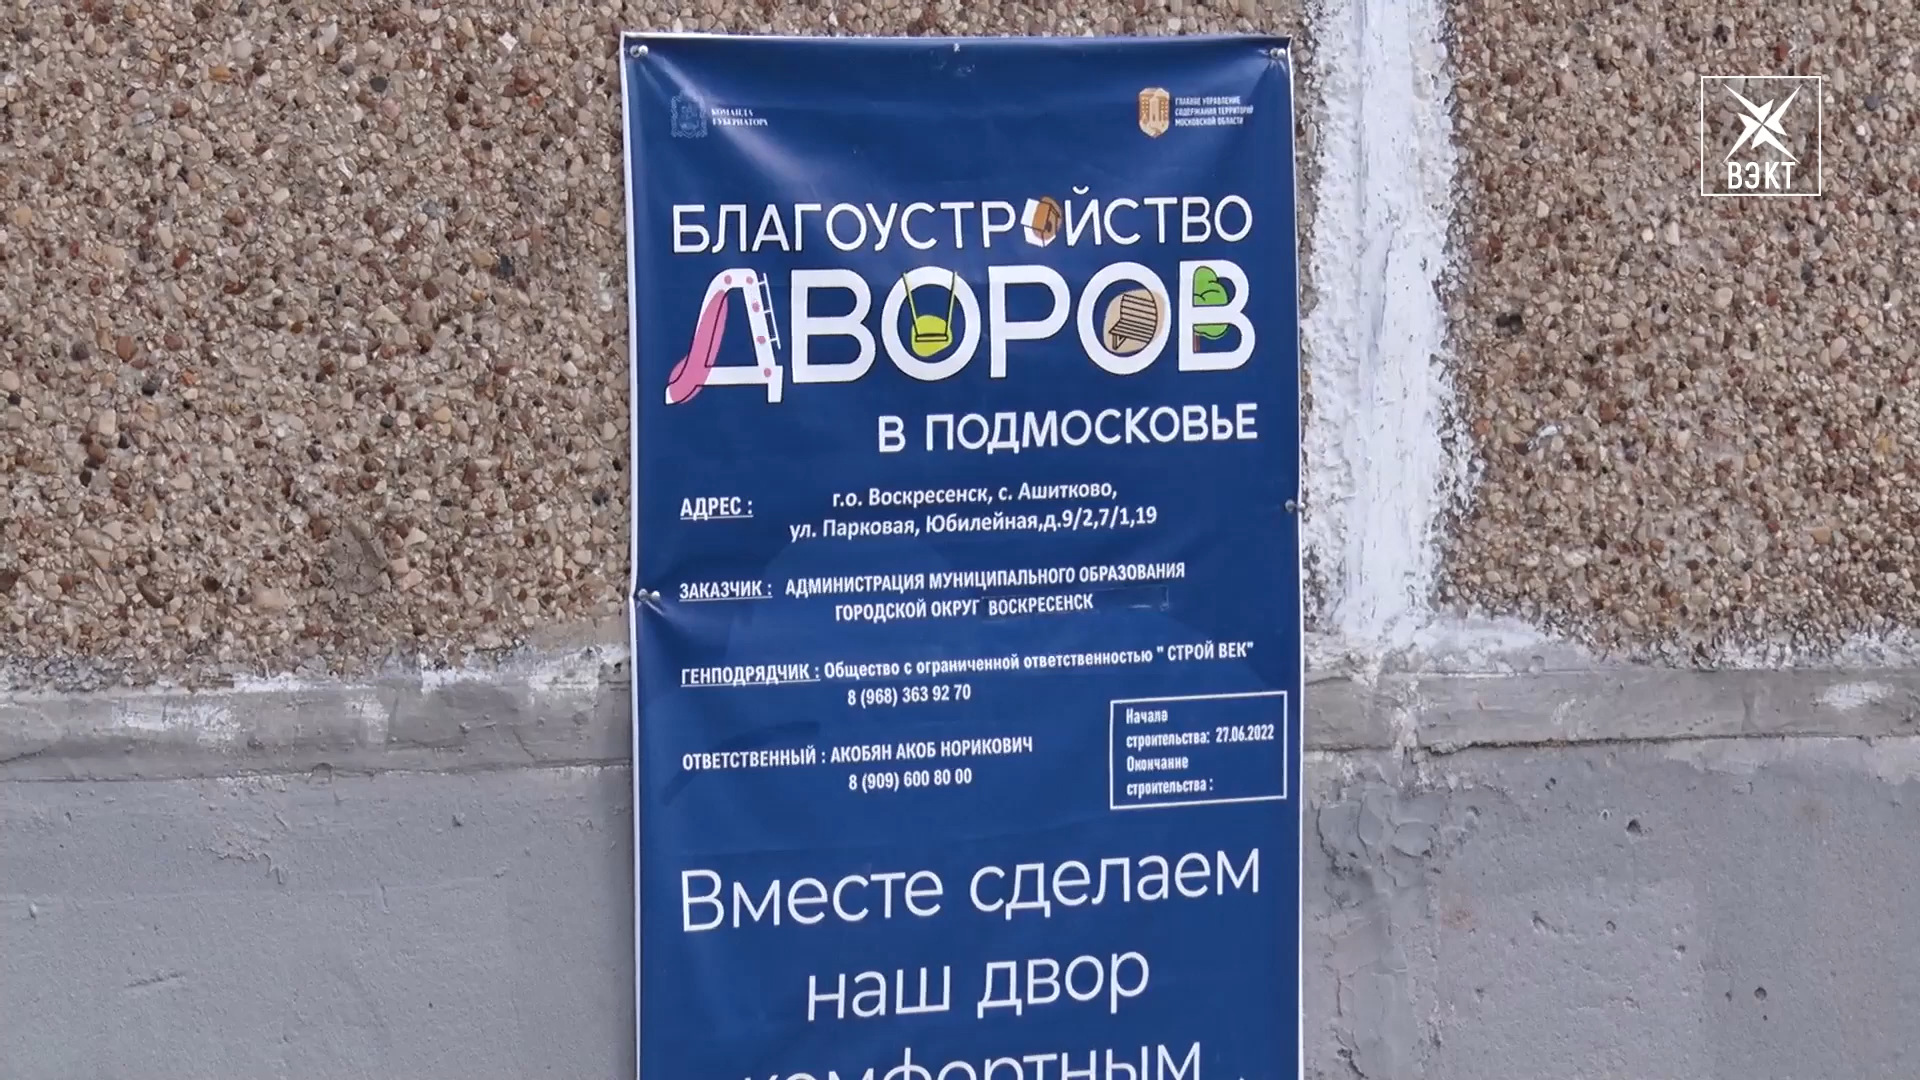 КОМАНДА
ГУБЕРНАТОРА
ГЛАВНОЕ УПРАВЛЕНИЕ
СОДЕРЖАНИЯ ТЕРРИТОРИЙ
МОСКОВСКОЙ ОБЛАСТИ
ВЭКТ
БЛАГОУСТРОЙСТВО
ДВОРОВ
В ПОДМОСКОВЬЕ
АДРЕС : г.о. Воскресенск, с. Ашитково,
ул. Парковая, Юбилейная,д.9/2,7/1,19
ЗАКАЗЧИК : АДМИНИСТРАЦИЯ МУНИЦИПАЛЬНОГО ОБРАЗОВАНИЯ
ГОРОДСКОЙ ОКРУГ ВОСКРЕСЕНСК
ГЕНПОДРЯДЧИК : Общество с ограниченной ответственностью " СТРОЙ ВЕК"
8 (968) 363 92 70
ОТВЕТСТВЕННЫЙ : АКОБЯН АКОБ НОРИКОВИЧ
8 (909) 600 80 00
Начало
строительства: 27.06.2022
Окончание
строительства :
Вместе сделаем
наш двор
комфортным